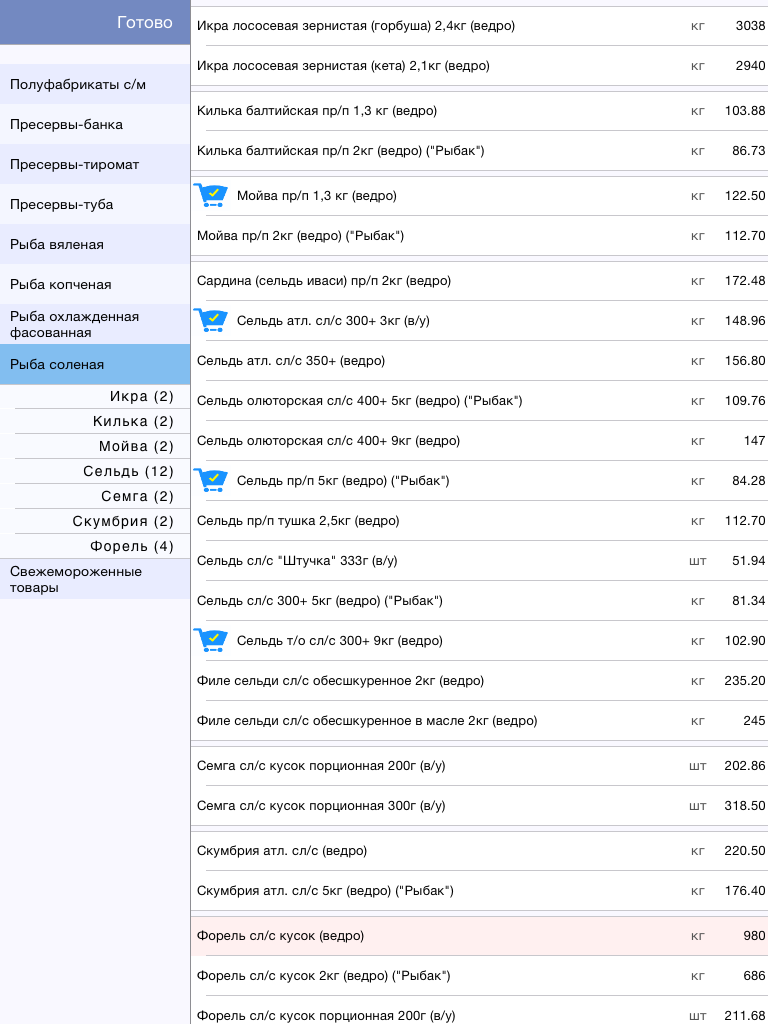 Готово
Полуфабрикаты с/м
Пресервы-банка
Пресервы-тиромат
Пресервы-туба
Рыба вяленая
Рыба копченая
Рыба охлажденная
фасованная
Рыба соленая
Икра (2)
Килька (2)
Мойва (2)
Сельдь (12)
Семга (2)
Скумбрия (2)
Форель (4)
Свежемороженные
товары
Икра лососевая зернистая (горбуша) 2,4кг (ведро) кг 3038
Икра лососевая зернистая (кета) 2,1кг (ведро) кг 2940
Килька балтийская пр/п 1,3 кг (ведро) кг 103.88
Килька балтийская пр/п 2кг (ведро) ("Рыбак") кг 86.73
Мойва пр/п 1,3 кг (ведро) кг 122.50
Мойва пр/п 2кг (ведро) ("Рыбак") кг 112.70
Сардина (сельдь иваси) пр/п 2кг (ведро) кг 172.48
Сельдь атл. сл/с 300+ 3кг (в/у) кг 148.96
Сельдь атл. сл/с 350+ (ведро) кг 156.80
Сельдь олюторская сл/с 400+ 5кг (ведро) ("Рыбак") кг 109.76
Сельдь олюторская сл/с 400+ 9кг (ведро) кг 147
Сельдь пр/п 5кг (ведро) ("Рыбак") кг 84.28
Сельдь пр/п тушка 2,5кг (ведро) кг 112.70
Сельдь сл/с "Штучка" 333г (в/у) шт 51.94
Сельдь сл/с 300+ 5кг (ведро) ("Рыбак") кг 81.34
Сельдь т/о сл/с 300+ 9кг (ведро) кг 102.90
Филе сельди сл/с обесшкуренное 2кг (ведро) кг 235.20
Филе сельди сл/с обесшкуренное в масле 2кг (ведро) кг 245
Семга сл/с кусок порционная 200г (в/у) шт 202.86
Семга сл/с кусок порционная 300г (в/у) шт 318.50
Скумбрия атл. сл/с (ведро) кг 220.50
Скумбрия атл. сл/с 5кг (ведро) ("Рыбак") кг 176.40
Форель сл/с кусок (ведро) кг 980
Форель сл/с кусок 2кг (ведро) ("Рыбак") кг 686
Форель сл/с кусок порционная 200г (в/у) шт 211.68